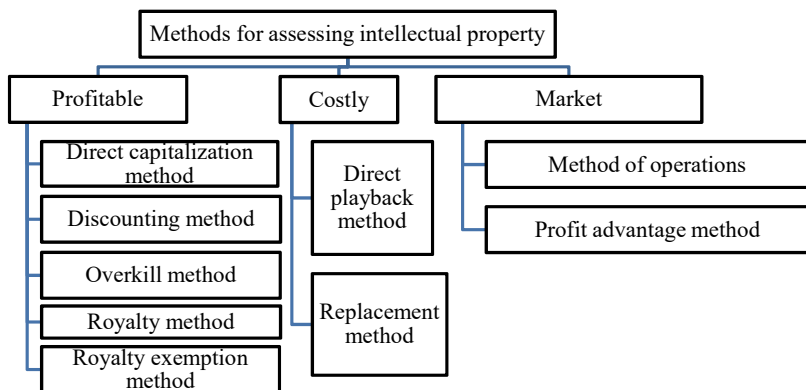 Methods for assessing intellectual property
Profitable
Costly
Market
Direct capitalization
method
Discounting method
Overkill method
Royalty method
Royalty exemption
method
Direct
playback
method
Replacement
method
Method of operations
Profit advantage method